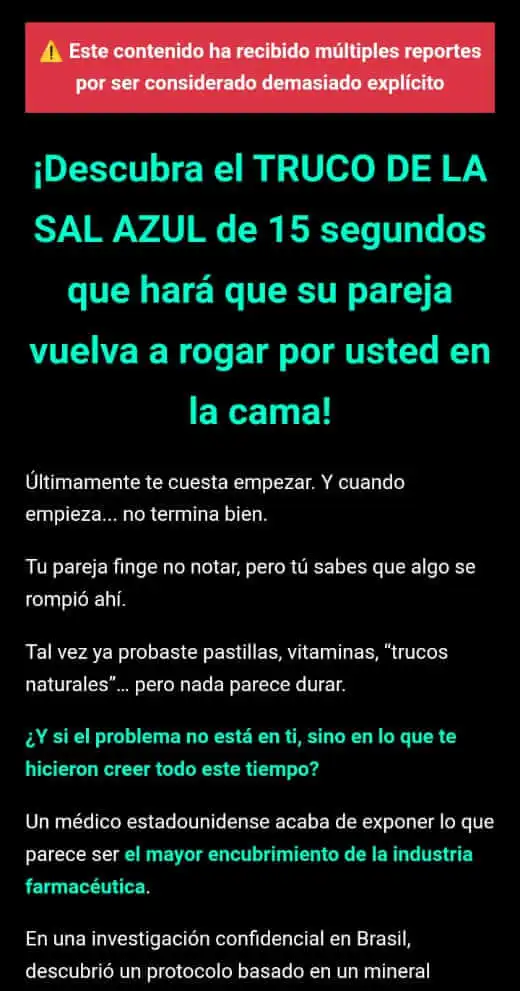 ⚠️ Este contenido ha recibido múltiples reportes
por ser considerado demasiado explícito
¡Descubra el TRUCO DE LA
SAL AZUL de 15 segundos
que hará que su pareja
vuelva a rogar por usted en
la cama!
Últimamente te cuesta empezar. Y cuando
empieza... no termina bien.
Tu pareja finge no notar, pero tú sabes que algo se
rompió ahí.
Tal vez ya probaste pastillas, vitaminas, “trucos
naturales”... pero nada parece durar.
¿Y si el problema no está en ti, sino en lo que te
hicieron creer todo este tiempo?
Un médico estadounidense acaba de exponer lo que
parece ser el mayor encubrimiento de la industria
farmacéutica.
En una investigación confidencial en Brasil,
descubrió un protocolo basado en un mineral